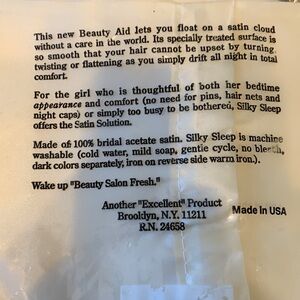 This new Beauty Aid lets you float on a satin cloud
without a care in the world. Its specially treated surface is
so smooth that your hair cannot be upset by turning,
twisting or flattening as you simply drift all night in total
comfort.
For the girl who is thoughtful of both her bedtime
appearance and comfort (no need for pins, hair nets and
night caps) or simply too busy to be bothered, Silky Sleep
offers the Satin Solution.
Made of 100% bridal acetate satin. Silky Sleep is machine
washable (cold water, mild soap, gentle cycle, no bleach,
dark colors separately, iron on reverse side warm iron.).
Wake up "Beauty Salon Fresh."
Another "Excellent" Product
Brooklyn, N.Y. 11211
R.N. 24658
Made in USA